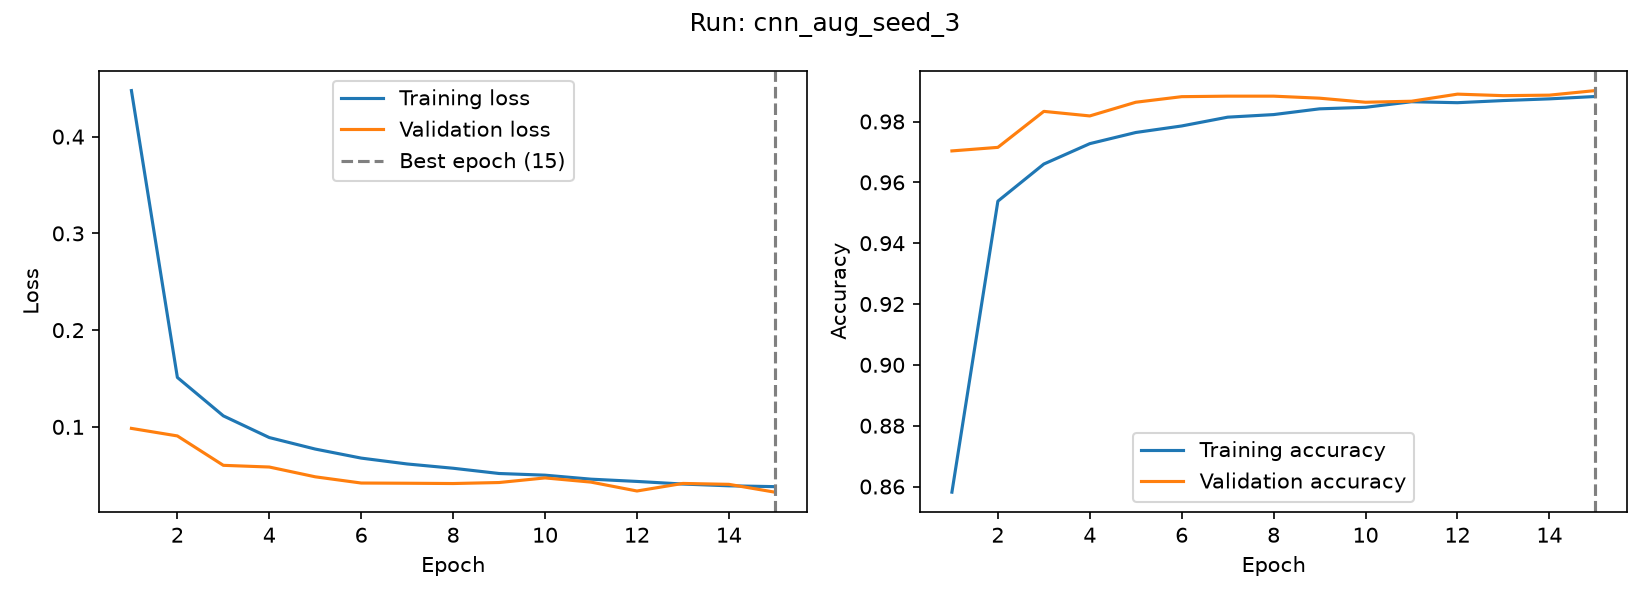 Run: cnn_aug_seed_3
Loss
0.4
0.3
0.2
0.1
Training loss
Validation loss
Best epoch (15)
2 4 6 8 10 12 14
Epoch
Accuracy
0.98
0.96
0.94
0.92
0.90
0.88
0.86
Training accuracy
Validation accuracy
2 4 6 8 10 12 14
Epoch